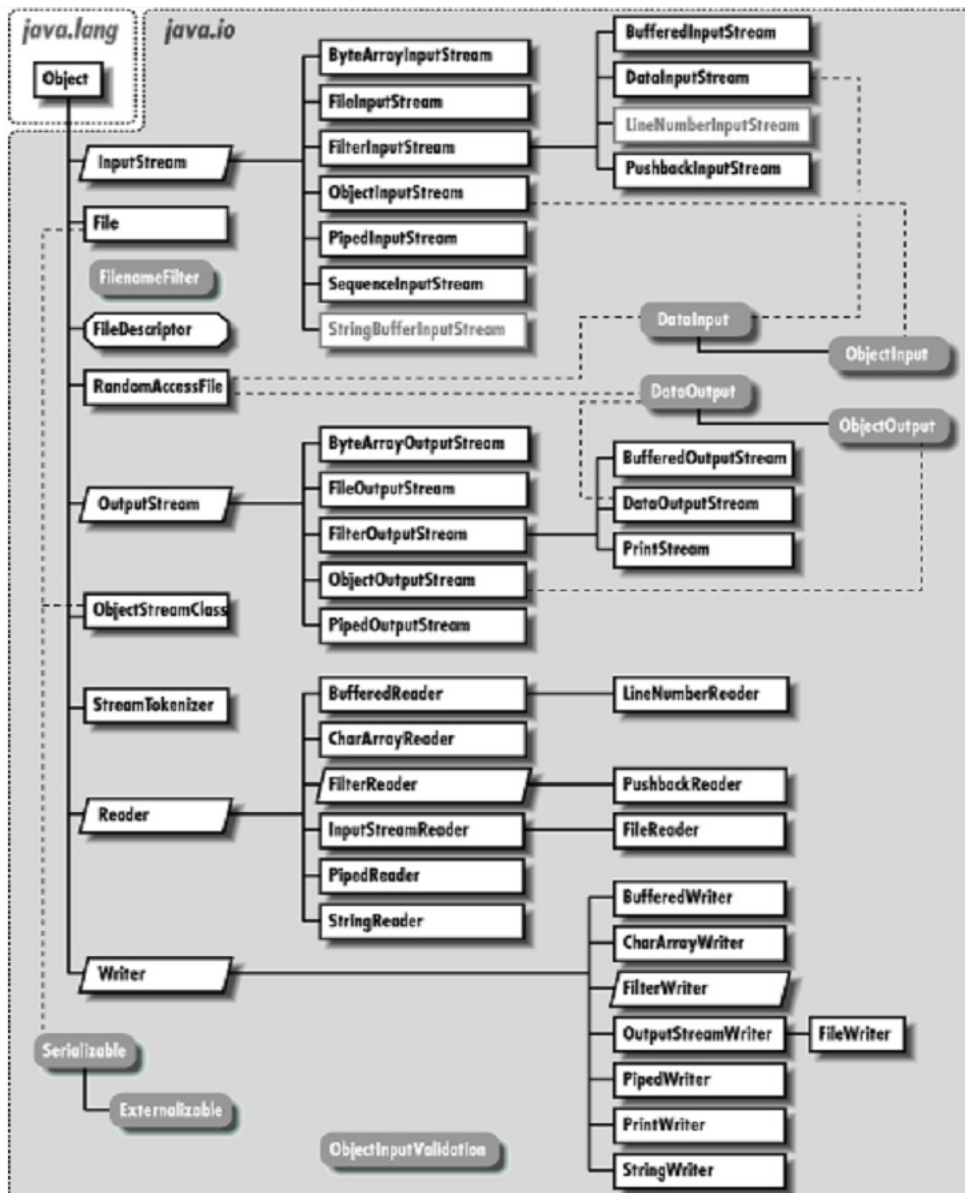 java.lang
java.io
Object
InputStream
File
FilenameFilter
FileDescriptor
RandomAccessFile
OutputStream
ObjectStreamClass
StreamTokenizer
Reader
Writer
Serializable
Externalizable
ByteArrayInputStream
FileInputStream
FilterInputStream
ObjectInputStream
PipedInputStream
SequenceInputStream
StringBufferInputStream
BufferedInputStream
DataInputStream
LineNumberInputStream
PushbackInputStream
DataInput
ObjectInput
DataOutput
ObjectOutput
ByteArrayOutputStream
FileOutputStream
FilterOutputStream
ObjectOutputStream
PipedOutputStream
BufferedOutputStream
DataOutputStream
PrintStream
BufferedReader
CharArrayReader
FilterReader
InputStreamReader
PipedReader
StringReader
LineNumberReader
PushbackReader
FileReader
BufferedWriter
CharArrayWriter
FilterWriter
OutputStreamWriter
FileWriter
PipedWriter
PrintWriter
StringWriter
ObjectInputValidation